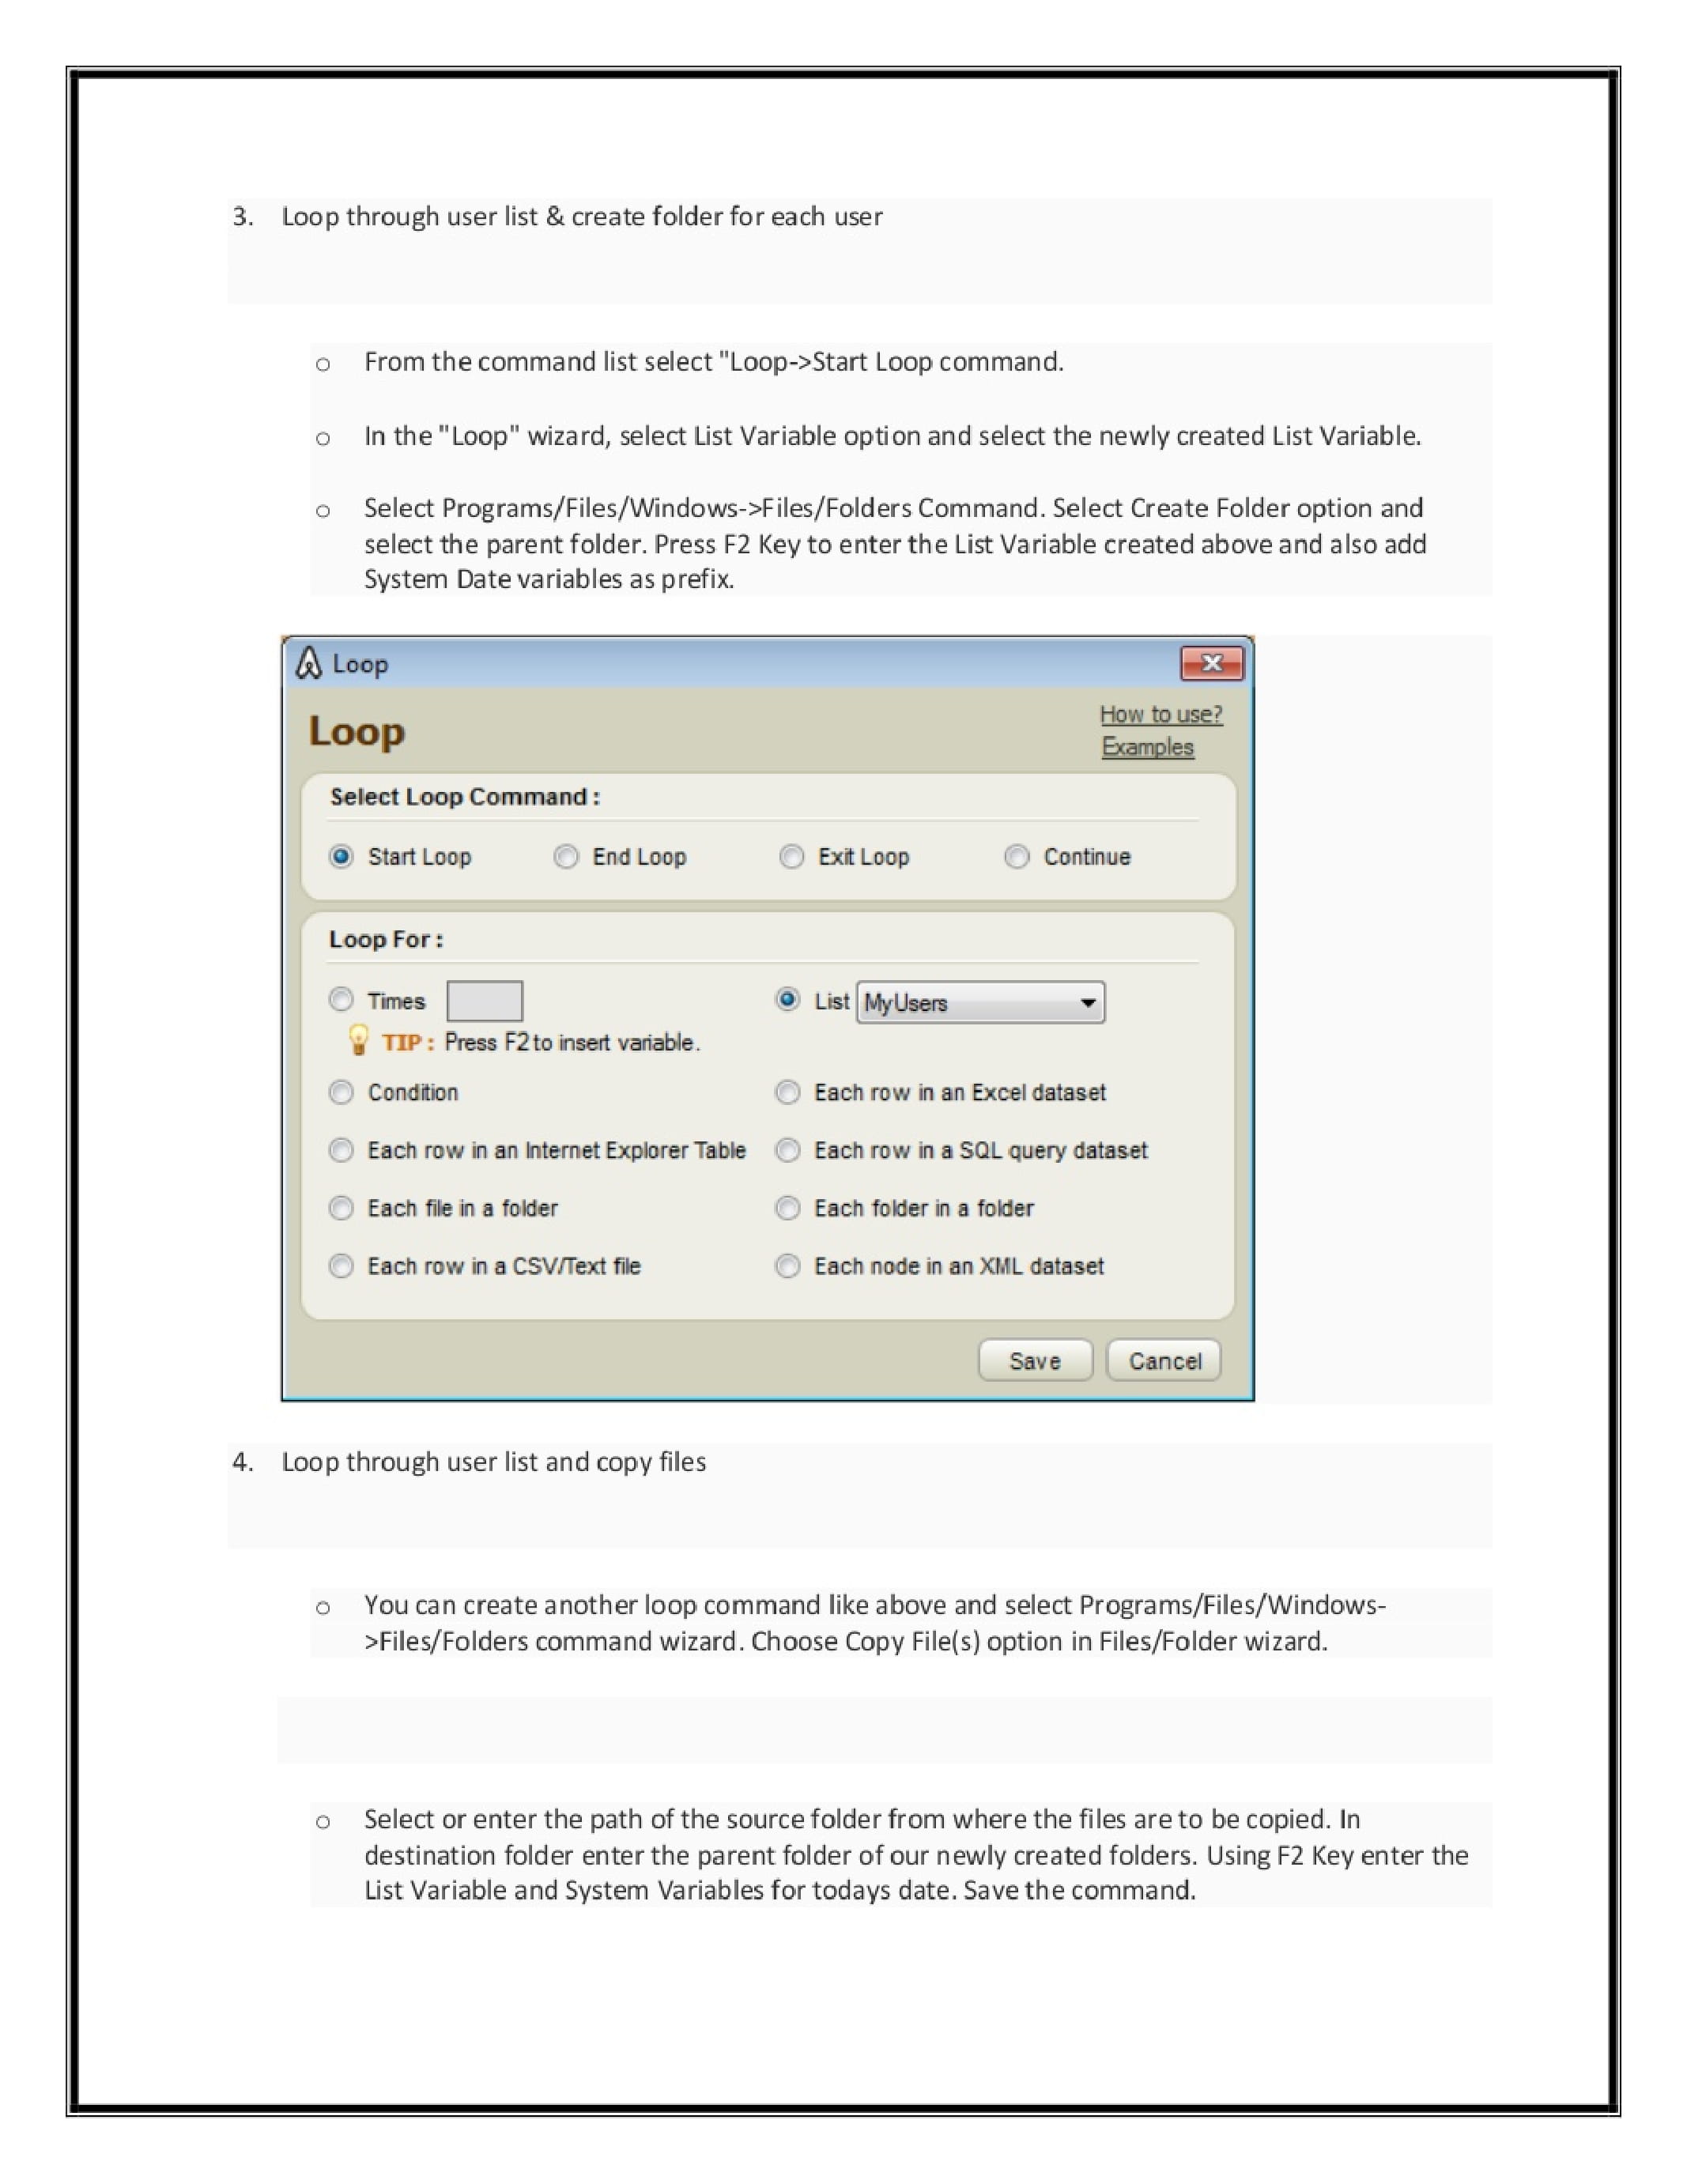 3. Loop through user list & create folder for each user
o From the command list select "Loop->Start Loop command.
o In the "Loop" wizard, select List Variable option and select the newly created List Variable.
o Select Programs/Files/Windows->Files/Folders Command. Select Create Folder option and
select the parent folder. Press F2 Key to enter the List Variable created above and also add
System Date variables as prefix.
Loop
Loop
How to use?
Examples
Select Loop Command :
Start Loop End Loop Exit Loop Continue
Loop For :
Times List MyUsers
TIP : Press F2 to insert variable.
Condition Each row in an Excel dataset
Each row in an Internet Explorer Table Each row in a SQL query dataset
Each file in a folder Each folder in a folder
Each row in a CSV/Text file Each node in an XML dataset
Save Cancel
4. Loop through user list and copy files
o You can create another loop command like above and select Programs/Files/Windows-
>Files/Folders command wizard. Choose Copy File(s) option in Files/Folder wizard.
o Select or enter the path of the source folder from where the files are to be copied. In
destination folder enter the parent folder of our newly created folders. Using F2 Key enter the
List Variable and System Variables for todays date. Save the command.